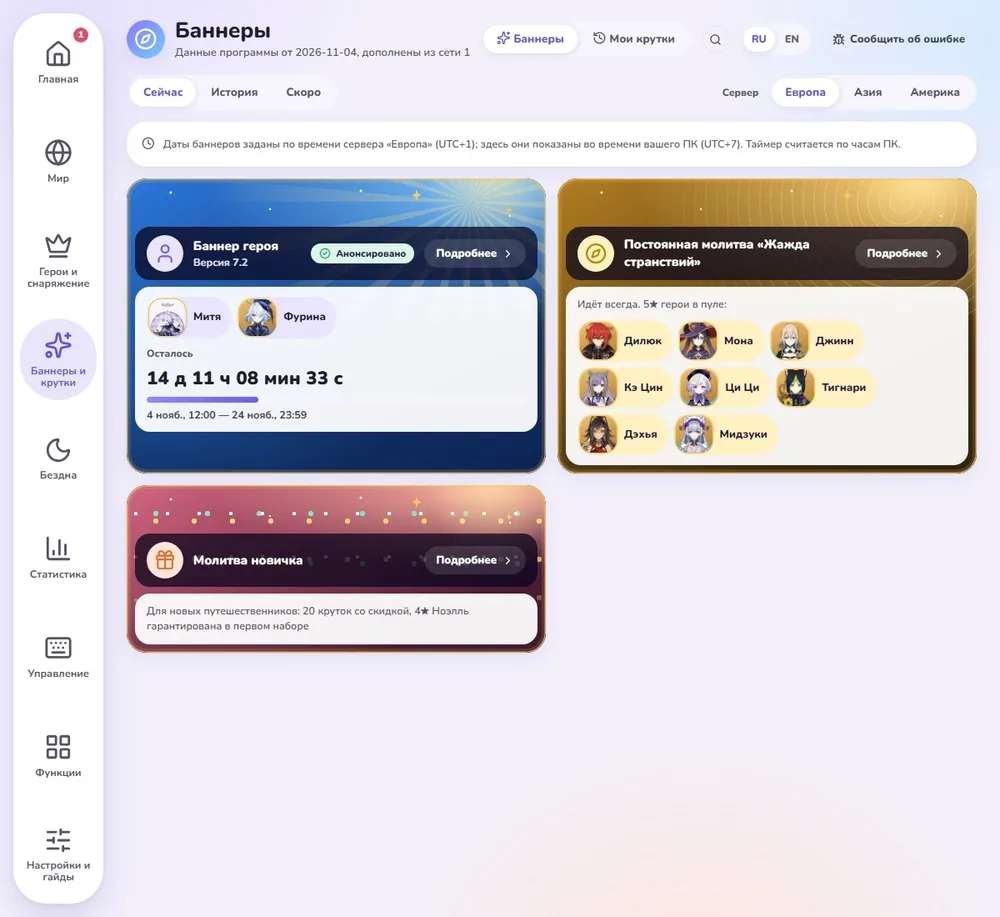 1
Главная
Мир
Герои и
снаряжение
Баннеры и
крутки
Бездна
Статистика
Управление
Функции
Настройки и
гайды
Баннеры
Данные программы от 2026-11-04, дополнены из сети 1
Баннеры
Мои крутки
RU
EN
Сообщить об ошибке
Сейчас
История
Скоро
Сервер
Европа
Азия
Америка
Даты баннеров заданы по времени сервера «Европа» (UTC+1); здесь они показаны во времени вашего ПК (UTC+7). Таймер считается по часам ПК.
Баннер героя
Версия 7.2
Анонсировано
Подробнее
Митя
Фурина
Осталось
14 д 11 ч 08 мин 33 с
4 нояб., 12:00 — 24 нояб., 23:59
Постоянная молитва «Жажда
странствий»
Подробнее
Идёт всегда. 5★ герои в пуле:
Дилюк
Мона
Джинн
Кэ Цин
Ци Ци
Тигнари
Дэхья
Мидзуки
Молитва новичка
Подробнее
Для новых путешественников: 20 круток со скидкой, 4★ Ноэлль
гарантирована в первом наборе